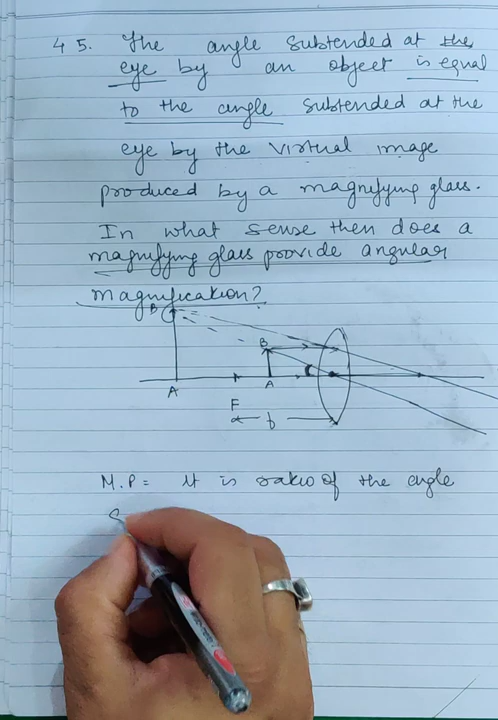 45. The angle subtended at the
eye by an object is equal
to the angle subtended at the
eye by the virtual image
produced by a magnifying glass.
In what sense then does a
magnifying glass provide angular
magnification?
B
B
A
A
F
f
M.P = it is ratio of the angle
S